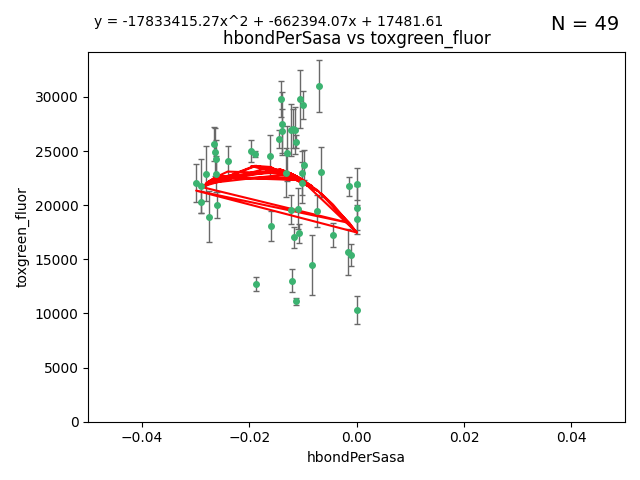 y = -17833415.27x^2 + -662394.07x + 17481.61
N = 49
hbondPerSasa vs toxgreen_fluor
30000
25000
20000
15000
10000
5000
0
toxgreen_fluor
−0.04
−0.02
0.00
0.02
0.04
hbondPerSasa